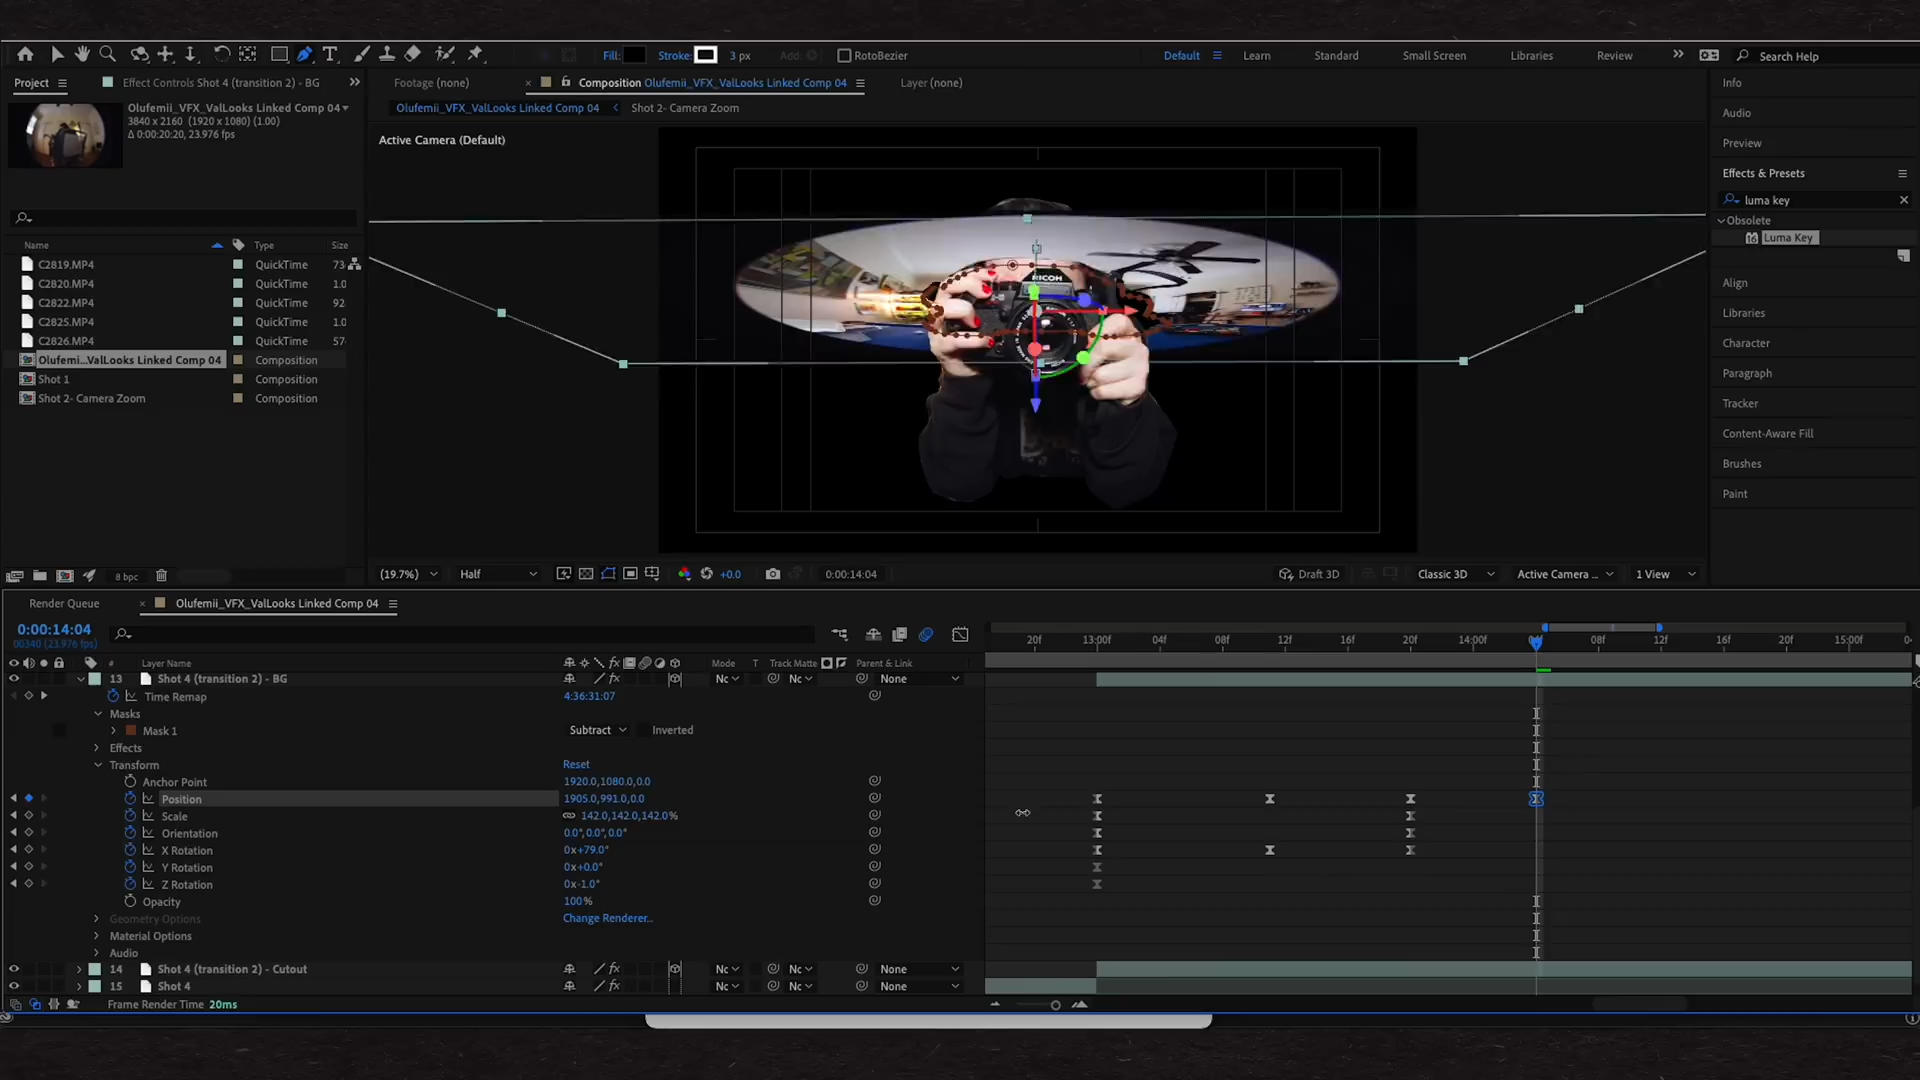 Fill:
Stroke:
3 px
Add:
RotoBezier
Default
Learn
Standard
Small Screen
Libraries
Review
Search Help
Project
Effect Controls Shot 4 (transition 2) - BG
Footage (none)
Composition Olufemii_VFX_ValLooks Linked Comp 04
Layer (none)
Olufemii_VFX_ValLooks Linked Comp 04
Shot 2- Camera Zoom
Olufemii_VFX_ValLooks Linked Comp 04
3840 x 2160 (1920 x 1080) (1.00)
Δ 0:00:20:20, 23.976 fps
Active Camera (Default)
RICOH
Info
Audio
Preview
Effects & Presets
luma key
Obsolete
Luma Key
Align
Libraries
Character
Paragraph
Tracker
Content-Aware Fill
Brushes
Paint
Name
Type
Size
C2819.MP4 QuickTime 73
C2820.MP4 QuickTime 1.0
C2822.MP4 QuickTime 92
C2825.MP4 QuickTime 1.0
C2826.MP4 QuickTime 57
Olufemi...ValLooks Linked Comp 04 Composition
Shot 1 Composition
Shot 2- Camera Zoom Composition
8 bpc
(19.7%)
Half
+0.0
0:00:14:04
Draft 3D
Classic 3D
Active Camera ...
1 View
Render Queue
Olufemii_VFX_ValLooks Linked Comp 04
0:00:14:04
00340 (23.976 fps)
20f 13:00f 04f 08f 12f 16f 20f 14:00f 08f 12f 16f 20f 15:00f
# Layer Name
Mode T Track Matte
Parent & Link
13 Shot 4 (transition 2) - BG None
Time Remap 4:36:31:07
Masks
Mask 1 Subtract Inverted
Effects
Transform Reset
Anchor Point 1920.0,1080.0,0.0
Position 1905.0,991.0,0.0
Scale 142.0,142.0,142.0%
Orientation 0.0°,0.0°,0.0°
X Rotation 0x+79.0°
Y Rotation 0x+0.0°
Z Rotation 0x-1.0°
Opacity 100%
Geometry Options Change Renderer...
Material Options
Audio
14 Shot 4 (transition 2) - Cutout None
15 Shot 4 None
Frame Render Time 20ms